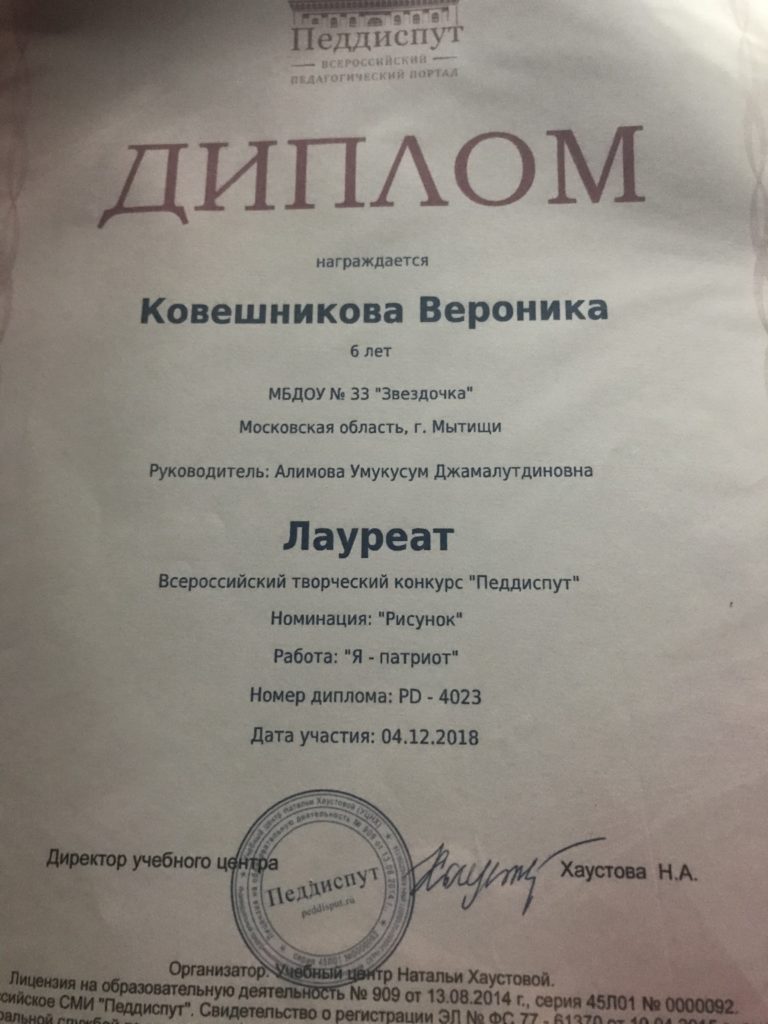 Педдиспут
ВСЕРОССИЙСКИЙ
ПЕДАГОГИЧЕСКИЙ ПОРТАЛ
ДИПЛОМ
награждается
Ковешникова Вероника
6 лет
МБДОУ № 33 "Звездочка"
Московская область, г. Мытищи
Руководитель: Алимова Умукусум Джамалутдиновна
Лауреат
Всероссийский творческий конкурс "Педдиспут"
Номинация: "Рисунок"
Работа: "Я - патриот"
Номер диплома: PD - 4023
Дата участия: 04.12.2018
Директор учебного центра
Педдиспут
peddisput.ru
Хаустова Н.А.
Организатор: Учебный центр Натальи Хаустовой.
Лицензия на образовательную деятельность № 909 от 13.08.2014 г., серия 45Л01 № 0000092.
СМИ "Педдиспут". Свидетельство о регистрации ЭЛ № ФС 77 - 61370 от